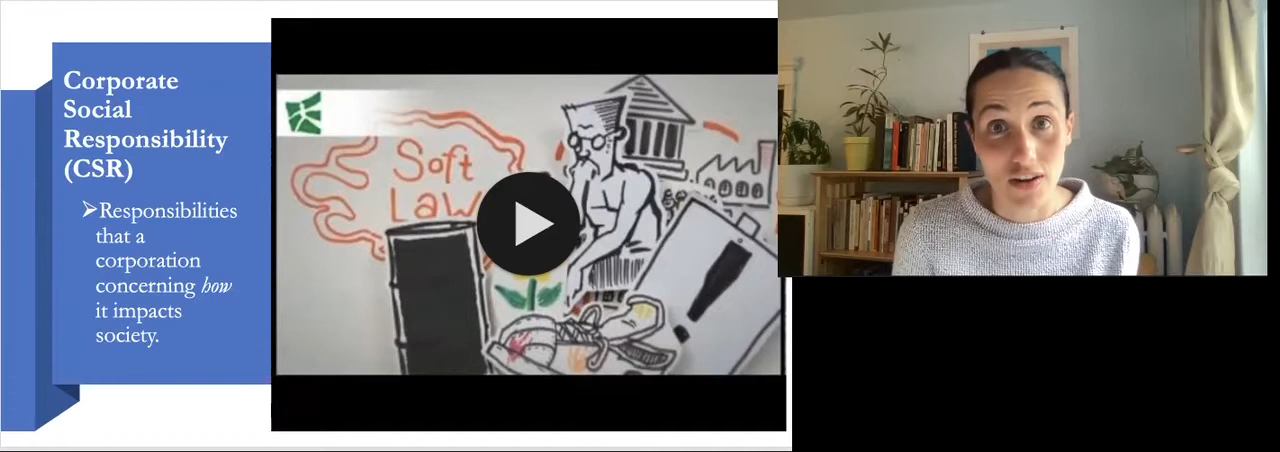 Corporate
Social
Responsibility
(CSR)
➢Responsibilities
that a
corporation
concerning how
it impacts
society.
Soft
Law
!